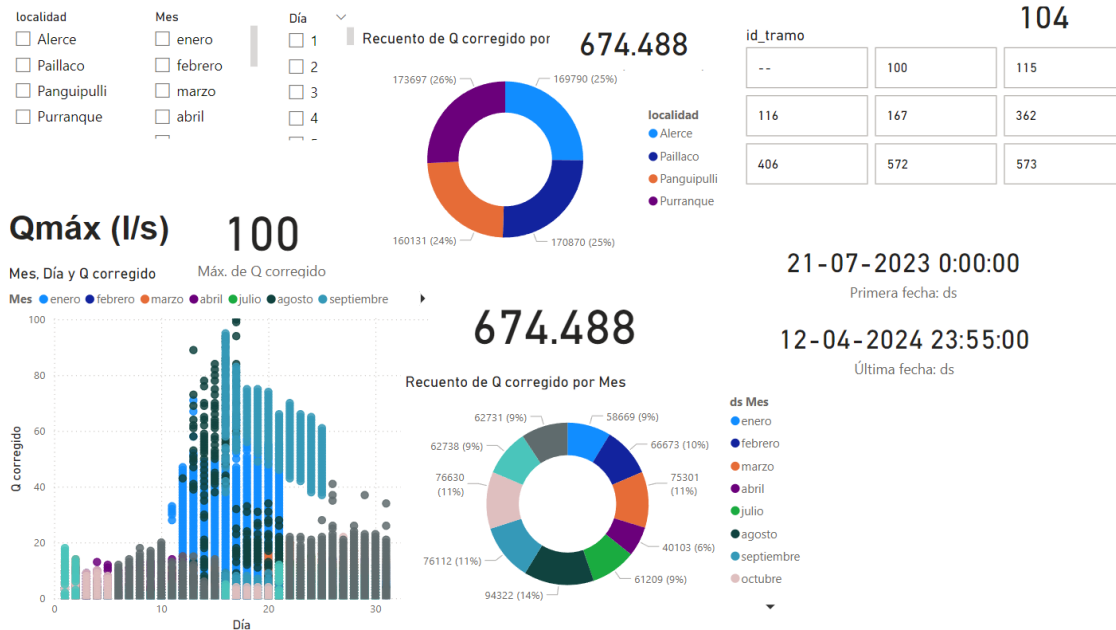 localidad
Alerce
Paillaco
Panguipulli
Purranque
Mes
enero
febrero
marzo
abril
Día
1
2
3
4
Recuento de Q corregido por
674.488
173697 (26%)
169790 (25%)
160131 (24%)
170870 (25%)
localidad
Alerce
Paillaco
Panguipulli
Purranque
104
id_tramo
-- 100 115
116 167 362
406 572 573
Qmáx (l/s)
100
Máx. de Q corregido
Mes, Día y Q corregido
Mes enero febrero marzo abril julio agosto septiembre
Q corregido
100
80
60
40
20
0
0 10 20 30
Día
674.488
Recuento de Q corregido por Mes
62731 (9%)
58669 (9%)
62738 (9%)
66673 (10%)
76630
(11%)
75301
(11%)
76112 (11%)
40103 (6%)
94322 (14%)
61209 (9%)
21-07-2023 0:00:00
Primera fecha: ds
12-04-2024 23:55:00
Última fecha: ds
ds Mes
enero
febrero
marzo
abril
julio
agosto
septiembre
octubre